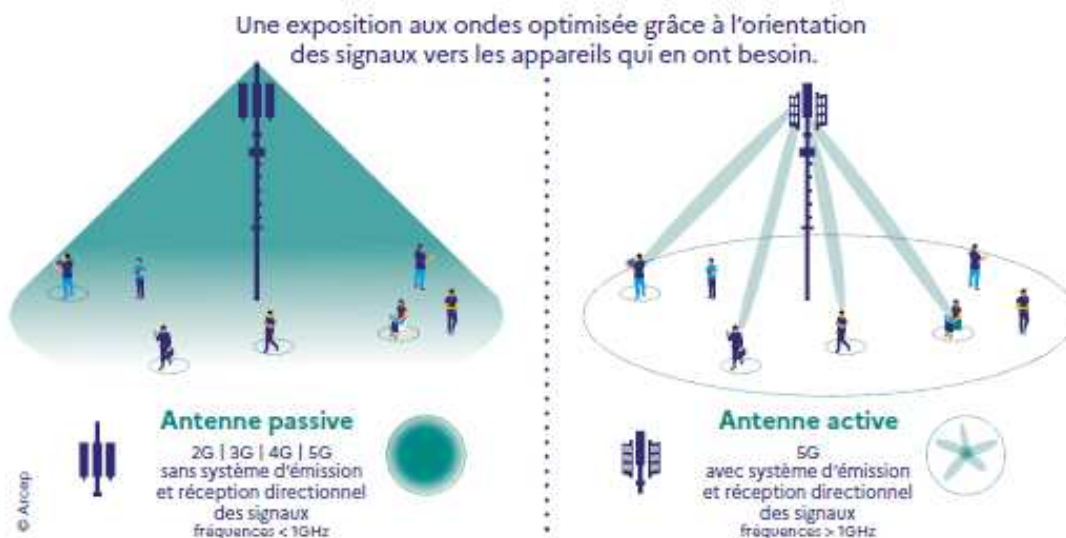 Une exposition aux ondes optimisée grâce à l'orientation
des signaux vers les appareils qui en ont besoin.
Antenne passive
2G | 3G | 4G | 5G
sans système d'émission
et réception directionnel
des signaux
fréquences < 1GHz
Antenne active
5G
avec système d'émission
et réception directionnel
des signaux
fréquences > 1GHz
© Arcep